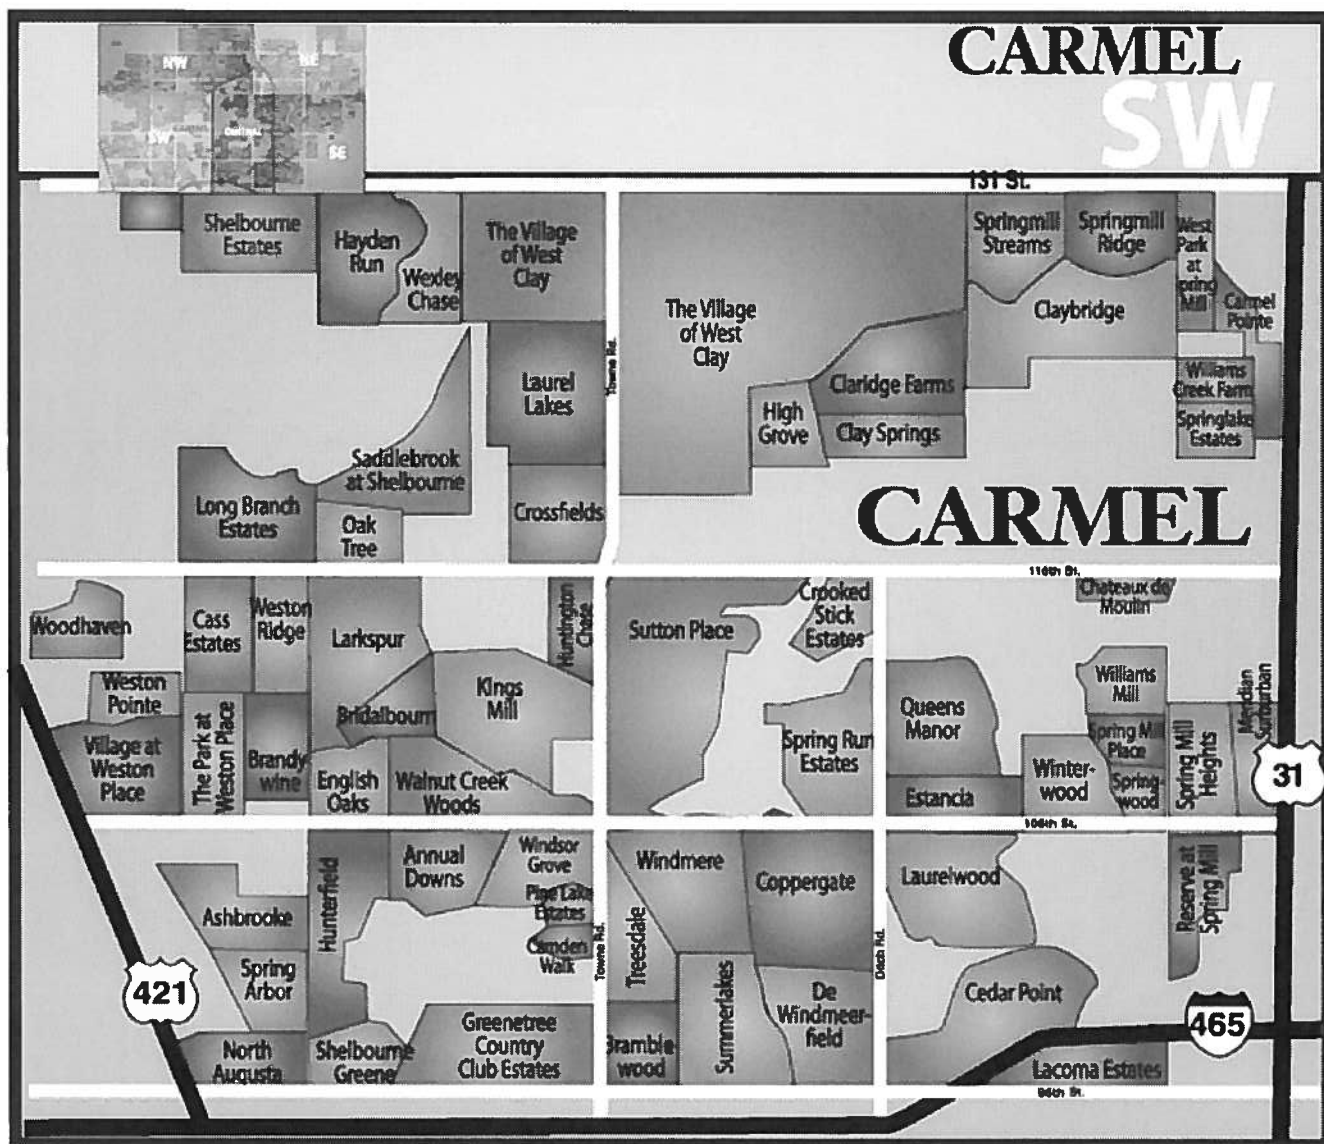 CARMEL
SW
NW
NE
SW
CENTRAL
SE
131 St.
Shelbourne
Estates
Hayden
Run
Wexley
Chase
The Village
of West
Clay
The Village
of West
Clay
Springmill
Streams
Springmill
Ridge
West
Park
at
Spring
Mill
Carmel
Pointe
Claybridge
Laurel
Lakes
Towne Rd.
Claridge Farms
High
Grove
Clay Springs
Williams
Creek Farm
Springlake
Estates
Saddlebrook
at Shelbourne
Long Branch
Estates
Oak
Tree
Crossfields
CARMEL
116th St.
Woodhaven
Cass
Estates
Weston
Ridge
Larkspur
Huntington
Chase
Sutton Place
Crooked
Stick
Estates
Chateaux de
Moulin
Weston
Pointe
Kings
Mill
Williams
Mill
Meridian
Suburban
Village at
Weston
Place
The Park at
Weston Place
Brandy
wine
Bridalbourn
English
Oaks
Walnut Creek
Woods
Spring Run
Estates
Queens
Manor
Estancia
Winter-
wood
Spring Mill
Place
Spring-
wood
Spring Mill
Heights
31
106th St.
Ashbrooke
Hunterfield
Annual
Downs
Windsor
Grove
Pine Lake
Estates
Camden
Walk
Towne Rd.
Windmere
Treesdale
Coppergate
Ditch Rd.
Laurelwood
Reserve at
Spring Mill
421
Spring
Arbor
Summerlakes
De
Windmeer-
field
Cedar Point
465
North
Augusta
Shelbourne
Greene
Greenetree
Country
Club Estates
Bramble
wood
Lacoma Estates
96th St.